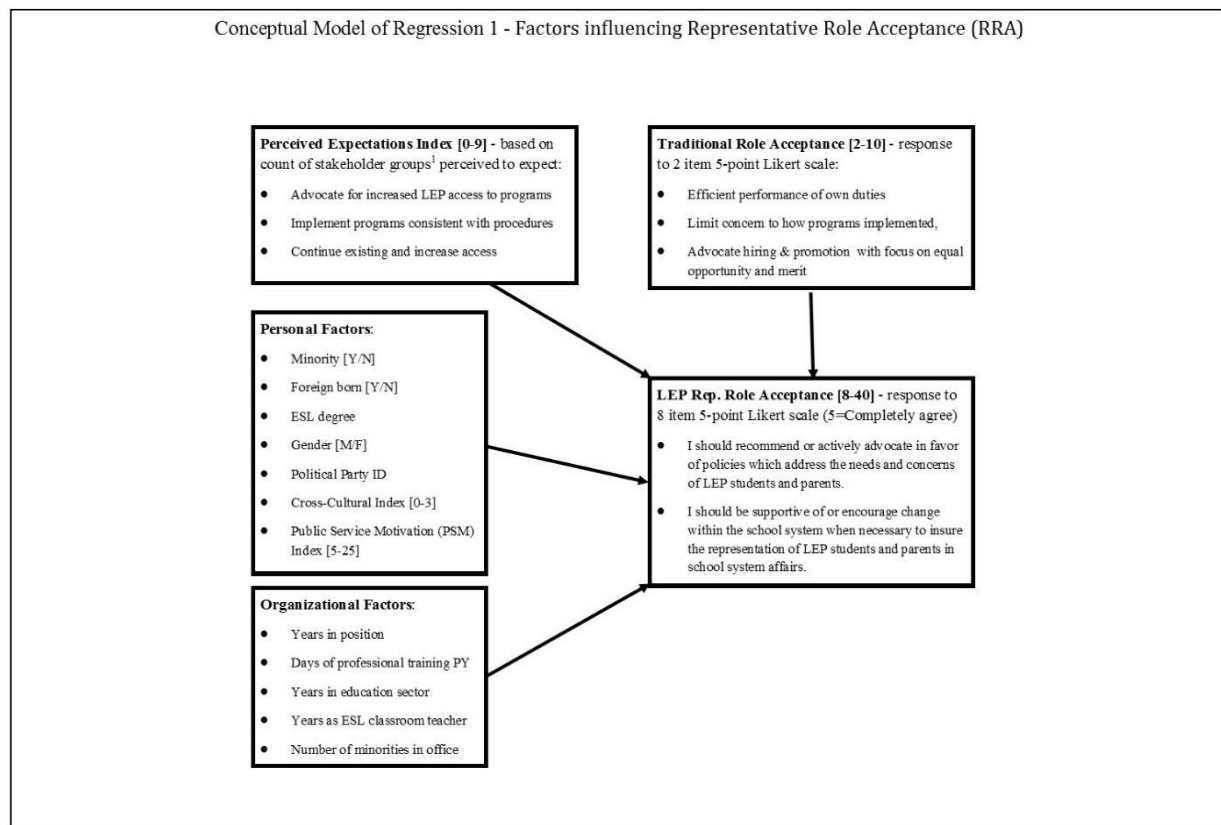 Conceptual Model of Regression 1 - Factors influencing Representative Role Acceptance (RRA)
Perceived Expectations Index [0-9] - based on
count of stakeholder groups1 perceived to expect:
● Advocate for increased LEP access to programs
● Implement programs consistent with procedures
● Continue existing and increase access
Traditional Role Acceptance [2-10] - response
to 2 item 5-point Likert scale:
● Efficient performance of own duties
● Limit concern to how programs implemented,
● Advocate hiring & promotion with focus on equal
opportunity and merit
Personal Factors:
● Minority [Y/N]
● Foreign born [Y/N]
● ESL degree
● Gender [M/F]
● Political Party ID
● Cross-Cultural Index [0-3]
● Public Service Motivation (PSM)
Index [5-25]
LEP Rep. Role Acceptance [8-40] - response to
8 item 5-point Likert scale (5=Completely agree)
● I should recommend or actively advocate in favor
of policies which address the needs and concerns
of LEP students and parents.
● I should be supportive of or encourage change
within the school system when necessary to insure
the representation of LEP students and parents in
school system affairs.
Organizational Factors:
● Years in position
● Days of professional training PY
● Years in education sector
● Years as ESL classroom teacher
● Number of minorities in office